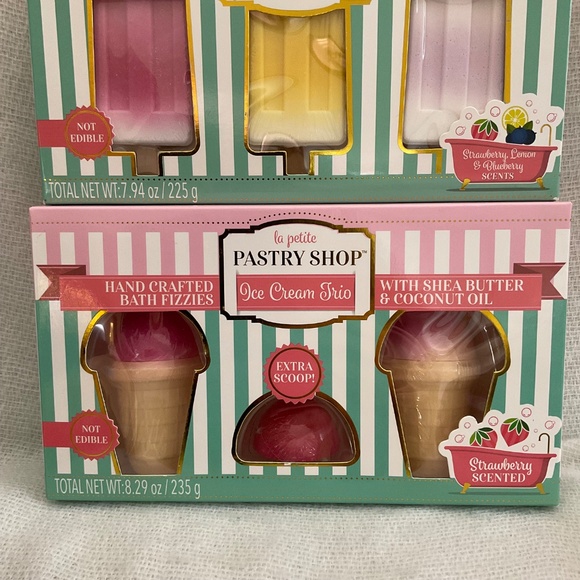 NOT
EDIBLE
Strawberry, Lemon
& Blueberry
SCENTS
TOTAL NET WT:7.94 oz / 225 g
la petite
PASTRY SHOP™
HAND CRAFTED
BATH FIZZIES
Ice Cream Trio
WITH SHEA BUTTER
& COCONUT OIL
EXTRA
SCOOP!
NOT
EDIBLE
Strawberry
SCENTED
TOTAL NET WT:8.29 oz / 235 g